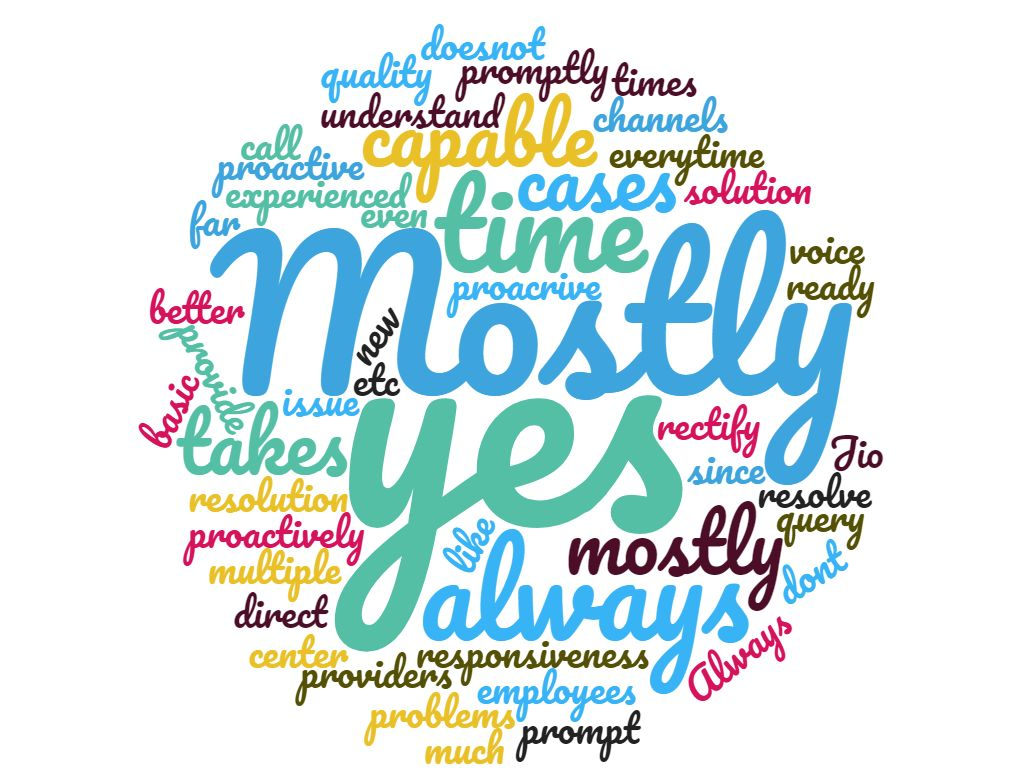 doesnot
quality
promptly
times
understand
capable
channels
call
proactive
everytime
experienced
even
time
cases
solution
far
Mostly
voice
ready
proacrive
better
new
etc
provide
basic
issue
takes
yes
rectify
since
Jio
resolve
resolution
query
proactively
like
mostly
multiple
dont
direct
always
Always
center
providers
responsiveness
employees
problems
prompt
much